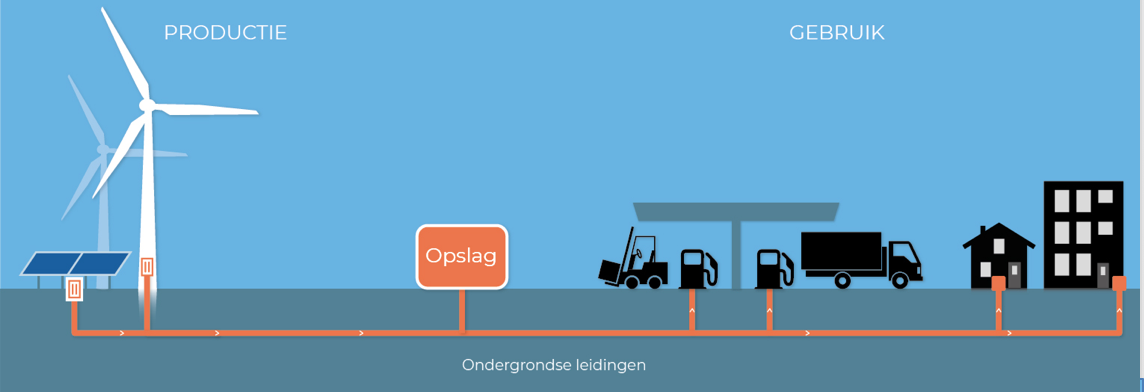 PRODUCTIE
GEBRUIK
Opslag
Ondergrondse leidingen